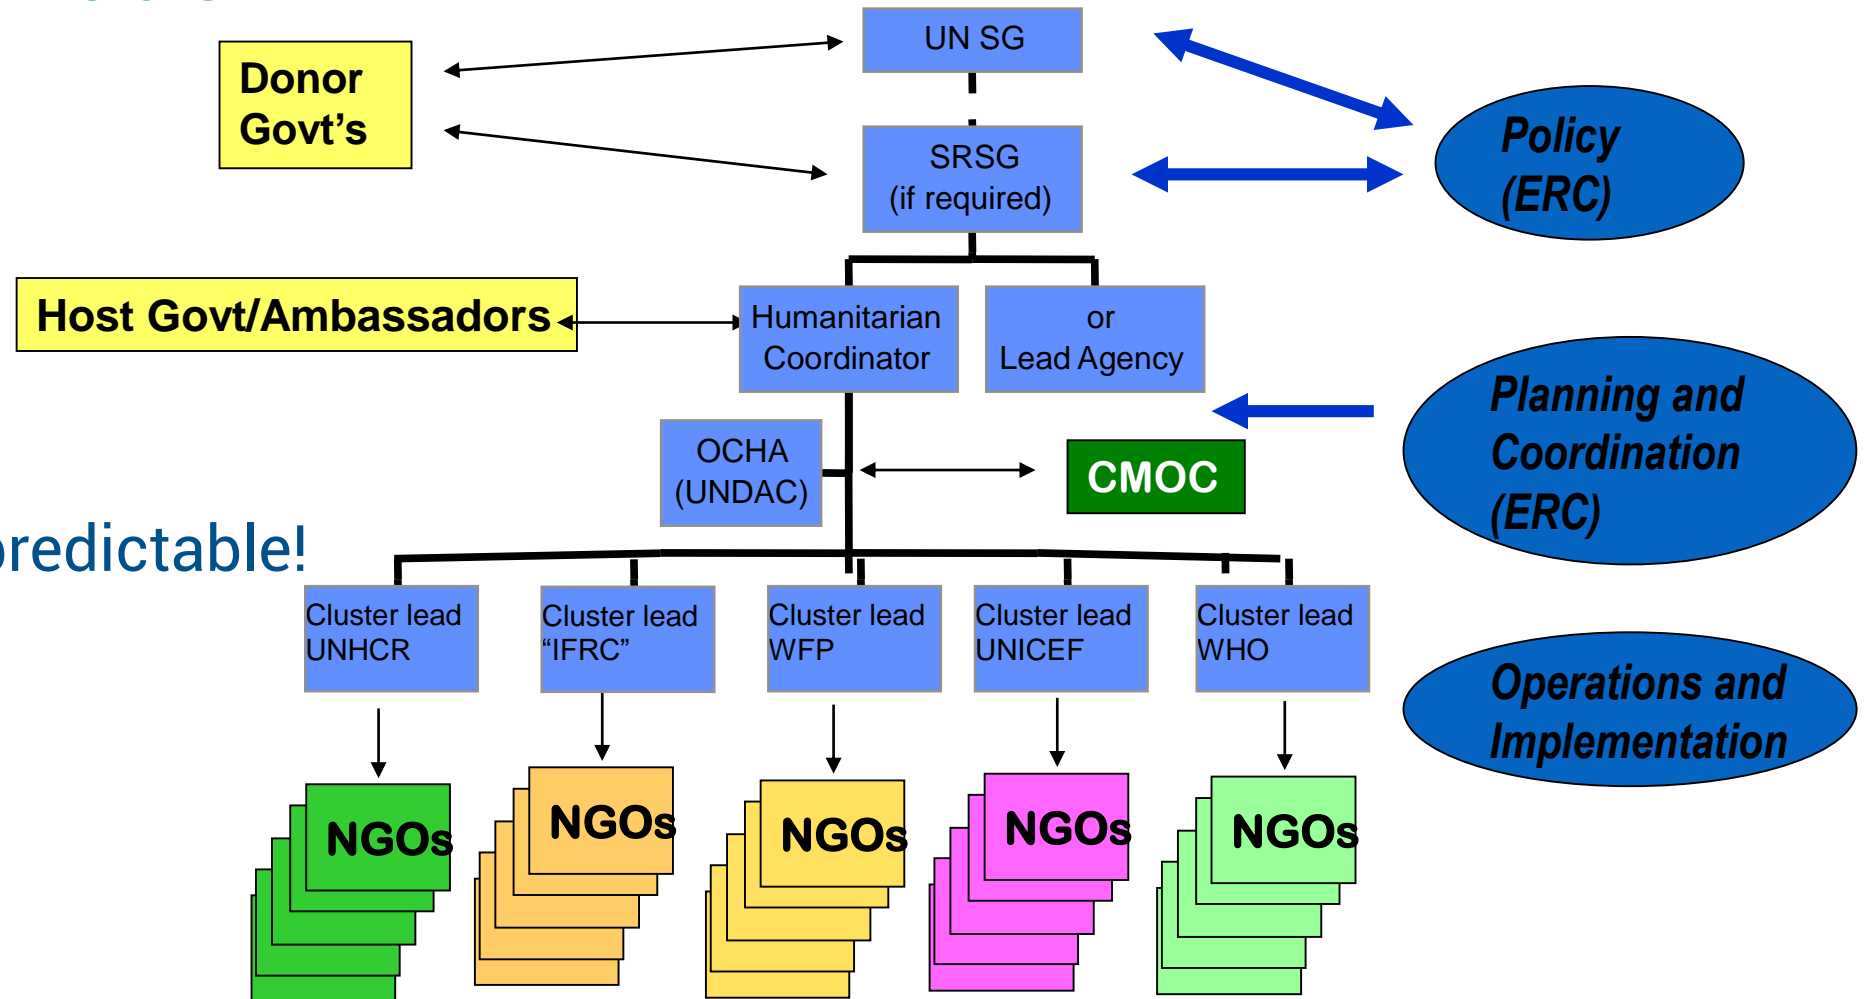 UN SG
Donor
Govt's
Policy
(ERC)
SRSG
(if required)
Host Govt/Ambassadors
Humanitarian
Coordinator
or
Lead Agency
Planning and
Coordination
(ERC)
OCHA
(UNDAC)
CMOC
predictable!
Cluster lead
UNHCR
Cluster lead
“IFRC”
Cluster lead
WFP
Cluster lead
UNICEF
Cluster lead
WHO
Operations and
Implementation
NGOs
NGOs
NGOs
NGOs
NGOs